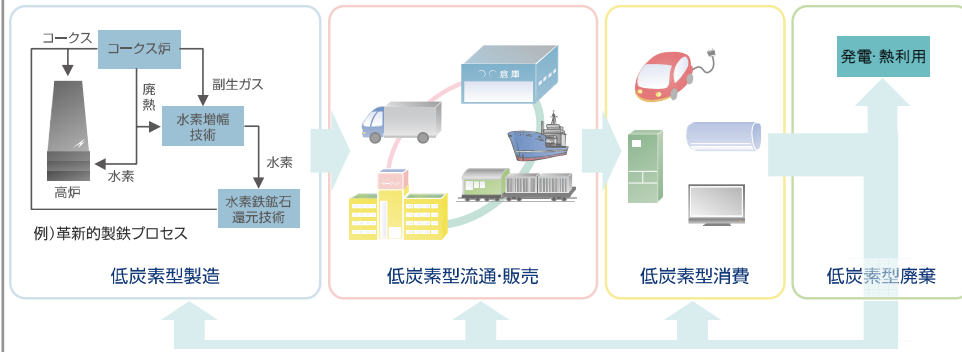 コークス
コークス炉
廃熱
副生ガス
水素増幅
技術
水素
水素
高炉
水素鉄鉱石
還元技術
例）革新的製鉄プロセス
低炭素型製造
倉庫
低炭素型流通・販売
低炭素型消費
発電・熱利用
低炭素型廃棄